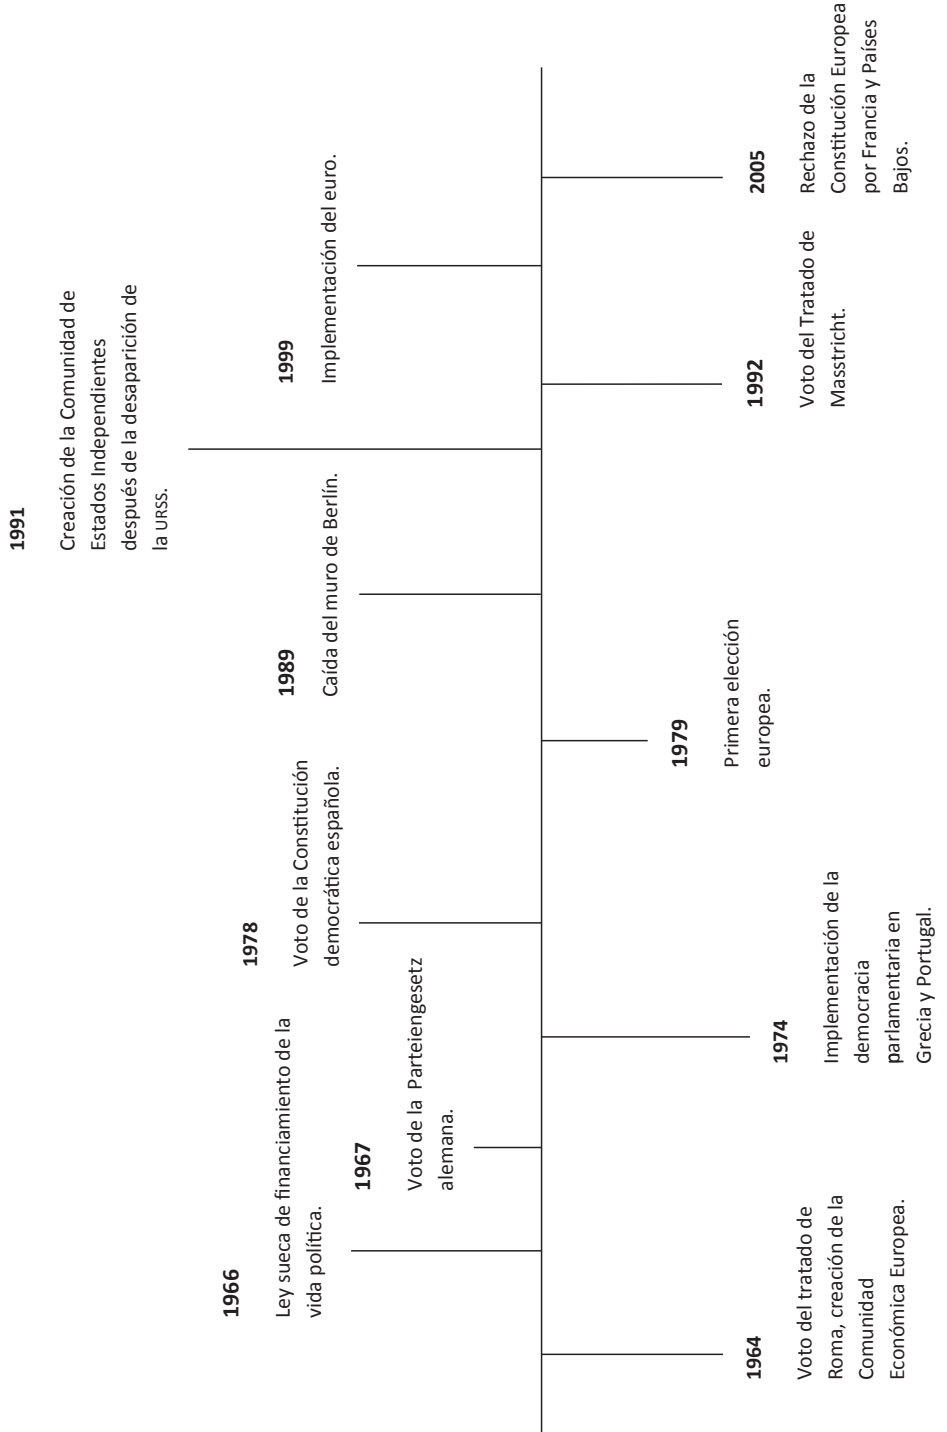 1964
Voto del tratado de
Roma, creación de la
Comunidad
Económica Europea.
1966
Ley sueca de financiamiento de la
vida política.
1967
Voto de la Parteiengesetz
alemana.
1974
Implementación de la
democracia
parlamentaria en
Grecia y Portugal.
1978
Voto de la Constitución
democrática española.
1979
Primera elección
europea.
1989
Caída del muro de Berlín.
1991
Creación de la Comunidad de
Estados Independientes
después de la desaparición de
la URSS.
1992
Voto del Tratado de
Masstricht.
1999
Implementación del euro.
2005
Rechazo de la
Constitución Europea
por Francia y Países
Bajos.